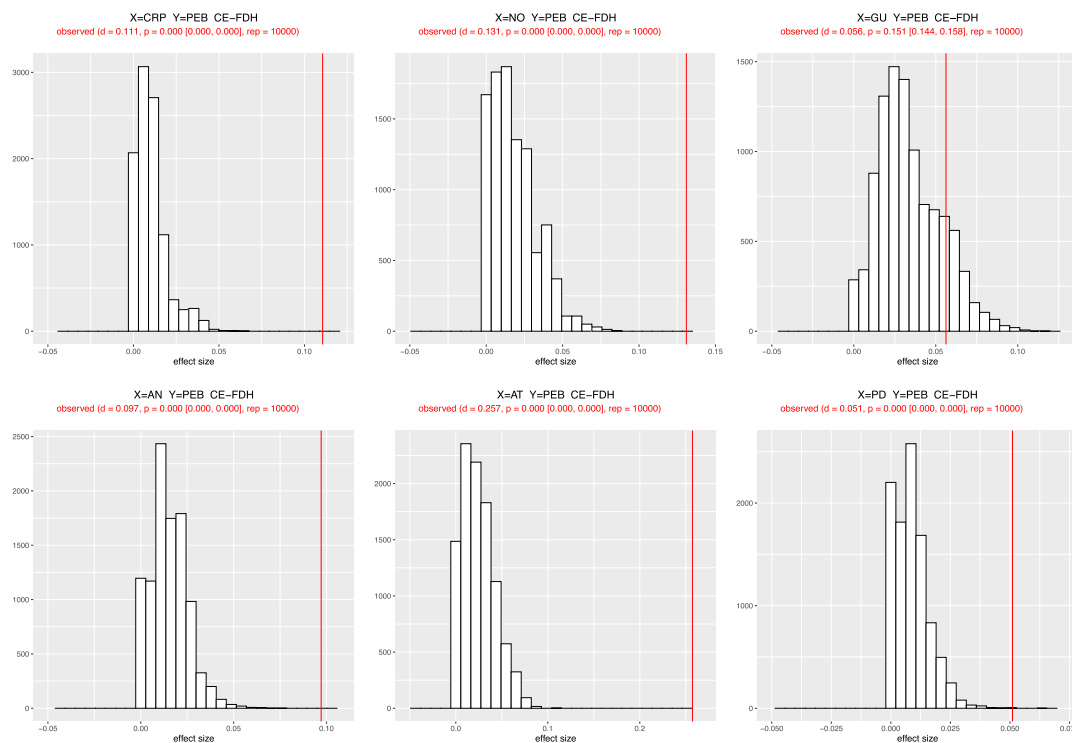 X=CRP Y=PEB CE−FDH
observed (d = 0.111, p = 0.000 [0.000, 0.000], rep = 10000)
3000
2000
1000
0
−0.05 0.00 0.05 0.10
effect size
X=NO Y=PEB CE−FDH
observed (d = 0.131, p = 0.000 [0.000, 0.000], rep = 10000)
1500
1000
500
0
−0.05 0.00 0.05 0.10 0.15
effect size
X=GU Y=PEB CE−FDH
observed (d = 0.056, p = 0.151 [0.144, 0.158], rep = 10000)
1500
1000
500
0
−0.05 0.00 0.05 0.10
effect size
X=AN Y=PEB CE−FDH
observed (d = 0.097, p = 0.000 [0.000, 0.000], rep = 10000)
2500
2000
1500
1000
500
0
−0.05 0.00 0.05 0.10
effect size
X=AT Y=PEB CE−FDH
observed (d = 0.257, p = 0.000 [0.000, 0.000], rep = 10000)
2000
1500
1000
500
0
0.0 0.1 0.2
effect size
X=PD Y=PEB CE−FDH
observed (d = 0.051, p = 0.000 [0.000, 0.000], rep = 10000)
2000
1000
0
−0.050 −0.025 0.000 0.025 0.050
effect size